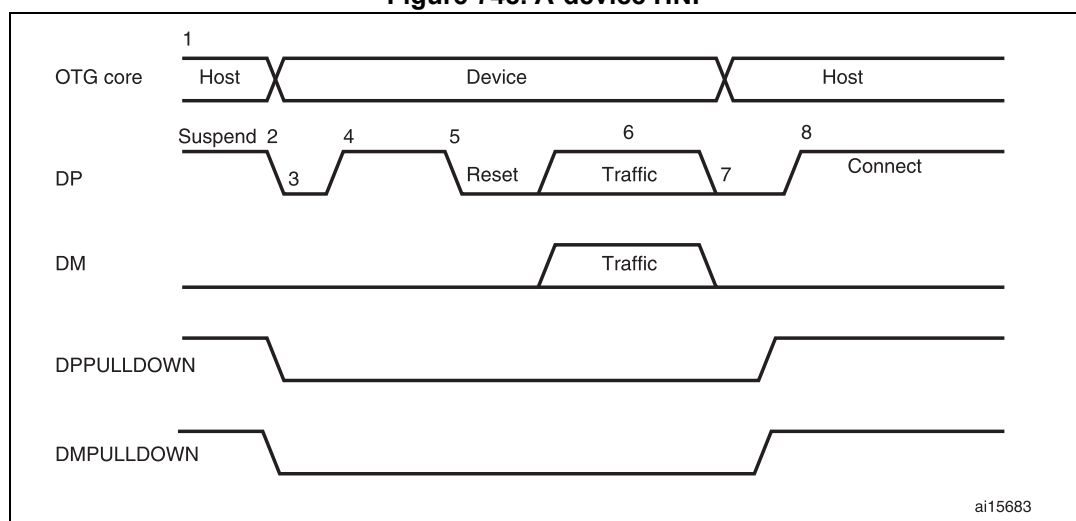 1
OTG core Host Device Host
Suspend 2 4 5 6 8
DP 3 Reset Traffic 7 Connect
DM Traffic
DPPULLDOWN
DMPULLDOWN
ai15683